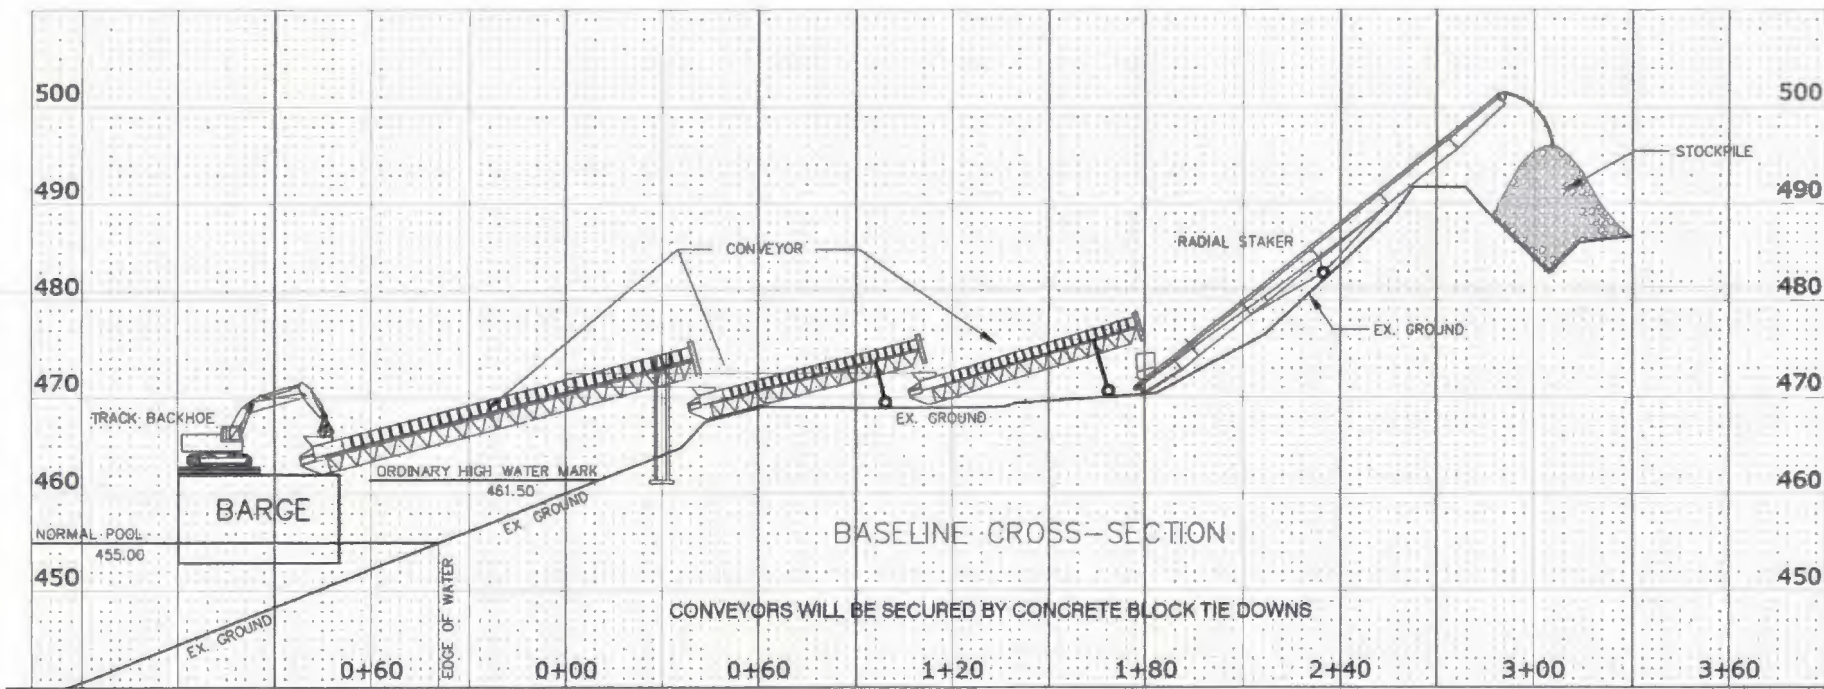 500
500
STOCKPILE
490
490
RADIAL STAKER
CONVEYOR
480
480
EX. GROUND
470
470
TRACK BACKHOE
EX. GROUND
ORDINARY HIGH WATER MARK
461.50
460
460
BARGE
EX GROUND
BASELINE CROSS-SECTION
NORMAL POOL
455.00
450
450
EDGE OF WATER
CONVEYORS WILL BE SECURED BY CONCRETE BLOCK TIE DOWNS
EX. GROUND
0+60
0+00
0+60
1+20
1+80
2+40
3+00
3+60